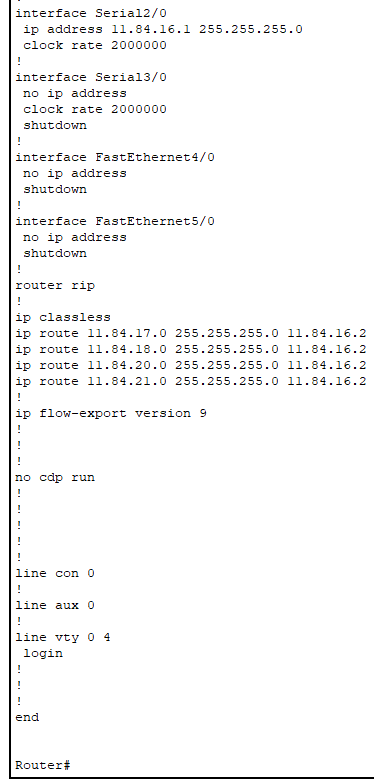 !
interface Serial2/0
 ip address 11.84.16.1 255.255.255.0
 clock rate 2000000
!
interface Serial3/0
 no ip address
 clock rate 2000000
 shutdown
!
interface FastEthernet4/0
 no ip address
 shutdown
!
interface FastEthernet5/0
 no ip address
 shutdown
!
router rip
!
ip classless
ip route 11.84.17.0 255.255.255.0 11.84.16.2
ip route 11.84.18.0 255.255.255.0 11.84.16.2
ip route 11.84.20.0 255.255.255.0 11.84.16.2
ip route 11.84.21.0 255.255.255.0 11.84.16.2
!
ip flow-export version 9
!
!
!
no cdp run
!
!
!
!
!
line con 0
!
line aux 0
!
line vty 0 4
 login
!
!
!
end
Router#